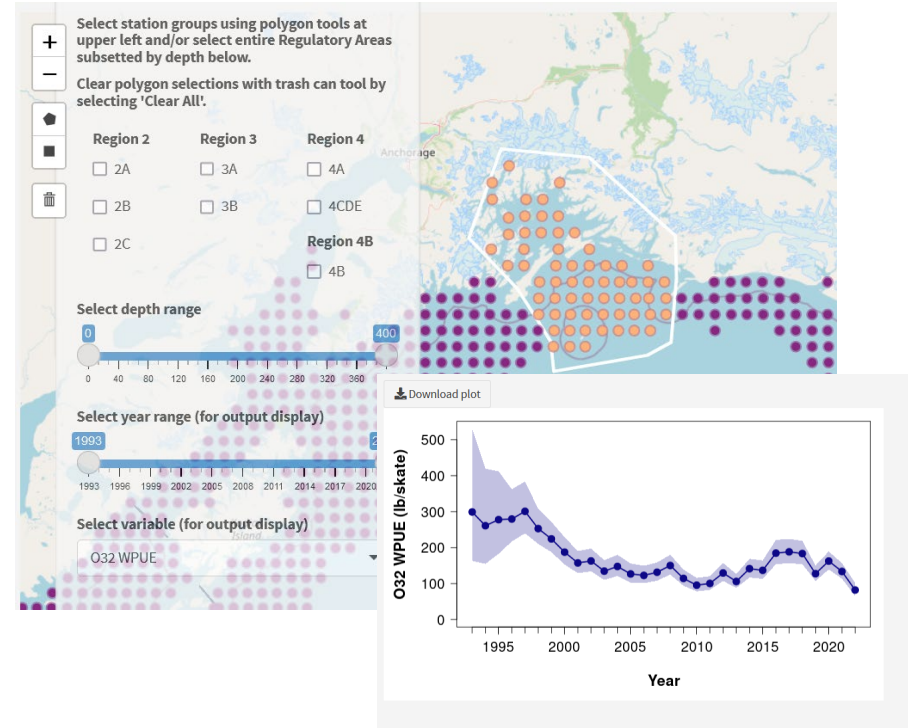 Select station groups using polygon tools at
upper left and/or select entire Regulatory Areas
subsetted by depth below.
Clear polygon selections with trash can tool by
selecting 'Clear All'.
+
−
Region 2 Region 3 Region 4
Anchorage
2A 3A 4A
2B 3B 4CDE
2C Region 4B
4B
Select depth range
0 400
0 40 80 120 160 200 240 280 320 360
Select year range (for output display)
1993 2
1993 1996 1999 2002 2005 2008 2011 2014 2017 2020
Select variable (for output display)
Island
O32 WPUE
Download plot
O32 WPUE (lb/skate)
500
400
300
200
100
0
1995 2000 2005 2010 2015 2020
Year